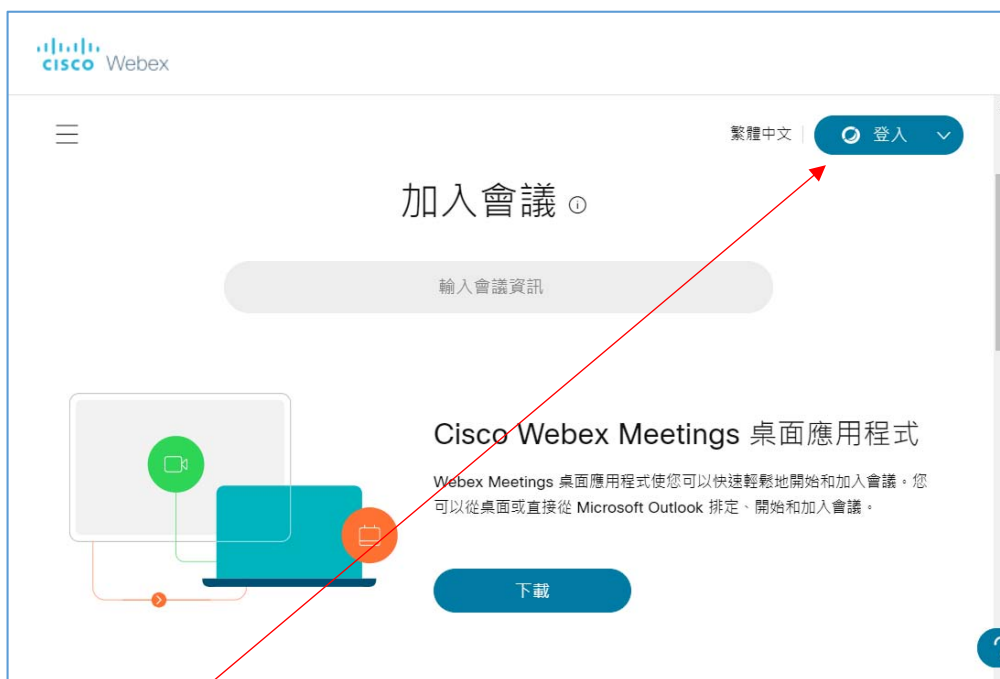 cisco Webex
繁體中文
登入
加入會議
輸入會議資訊
Cisco Webex Meetings 桌面應用程式
Webex Meetings 桌面應用程式使您可以快速輕鬆地開始和加入會議。您
可以從桌面或直接從 Microsoft Outlook 排定、開始和加入會議。
下載